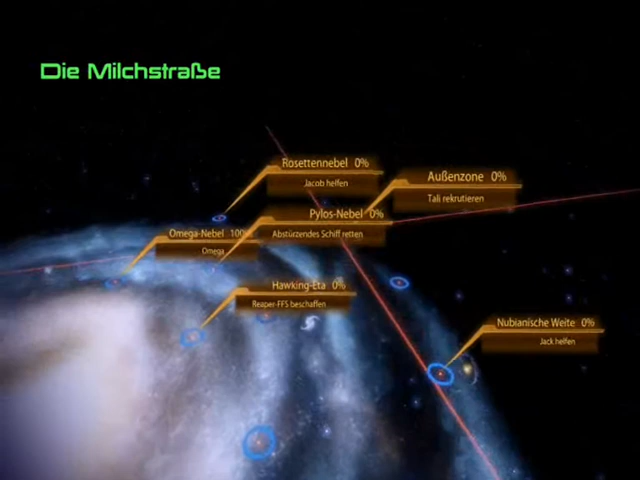 Die Milchstraße
Rosettennebel 0%
Jacob helfen
Außenzone 0%
Tali rekrutieren
Pylos-Nebel 0%
Abstürzendes Schiff retten
Omega-Nebel 100%
Omega
Hawking-Eta 0%
Reaper-FFS beschaffen
Nubianische Weite 0%
Jack helfen